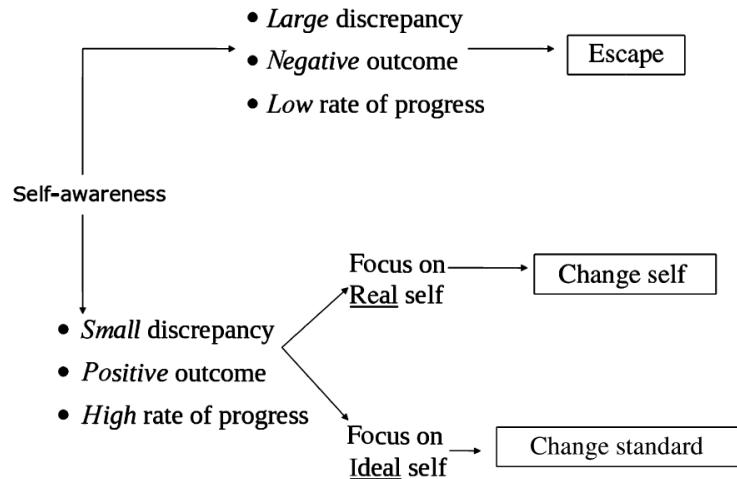 • Large discrepancy
• Negative outcome
• Low rate of progress
Escape
Self-awareness
• Small discrepancy
• Positive outcome
• High rate of progress
Focus on
Real self
Change self
Focus on
Ideal self
Change standard